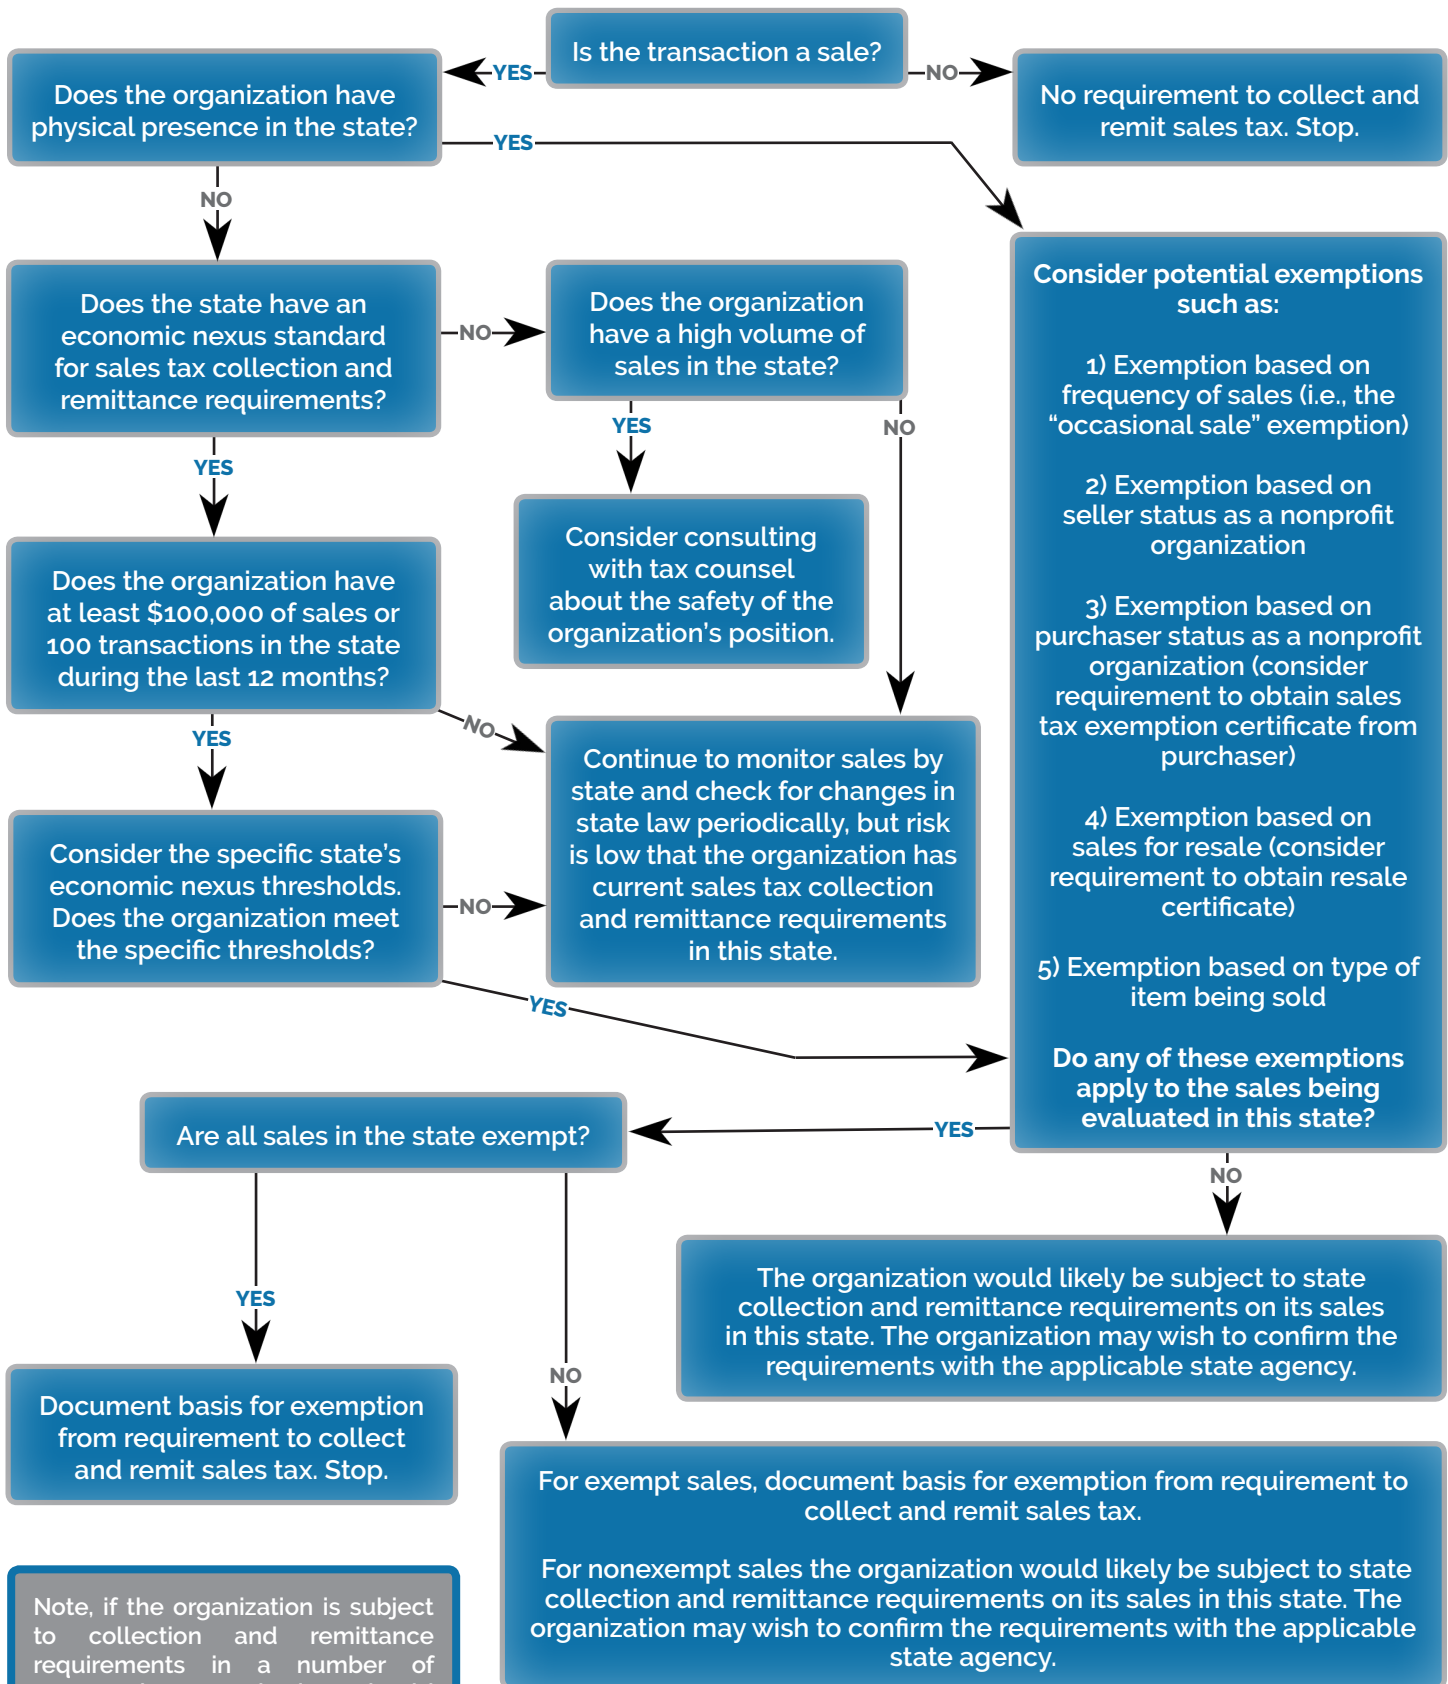 Is the transaction a sale?
YES
NO
Does the organization have
physical presence in the state?
No requirement to collect and
remit sales tax. Stop.
YES
NO
Does the state have an
economic nexus standard
for sales tax collection and
remittance requirements?
NO
Does the organization
have a high volume of
sales in the state?
Consider potential exemptions
such as:
1) Exemption based on
frequency of sales (i.e., the
“occasional sale” exemption)
2) Exemption based on
seller status as a nonprofit
organization
3) Exemption based on
purchaser status as a nonprofit
organization (consider
requirement to obtain sales
tax exemption certificate from
purchaser)
4) Exemption based on
sales for resale (consider
requirement to obtain resale
certificate)
5) Exemption based on type of
item being sold
Do any of these exemptions
apply to the sales being
evaluated in this state?
YES
NO
YES
Consider consulting
with tax counsel
about the safety of the
organization’s position.
Does the organization have
at least $100,000 of sales or
100 transactions in the state
during the last 12 months?
NO
YES
Continue to monitor sales by
state and check for changes in
state law periodically, but risk
is low that the organization has
current sales tax collection
and remittance requirements
in this state.
Consider the specific state’s
economic nexus thresholds.
Does the organization meet
the specific thresholds?
NO
YES
Are all sales in the state exempt?
YES
NO
The organization would likely be subject to state
collection and remittance requirements on its sales
in this state. The organization may wish to confirm the
requirements with the applicable state agency.
YES
NO
Document basis for exemption
from requirement to collect
and remit sales tax. Stop.
For exempt sales, document basis for exemption from requirement to
collect and remit sales tax.
For nonexempt sales the organization would likely be subject to state
collection and remittance requirements on its sales in this state. The
organization may wish to confirm the requirements with the applicable
state agency.
Note, if the organization is subject
to collection and remittance
requirements in a number of